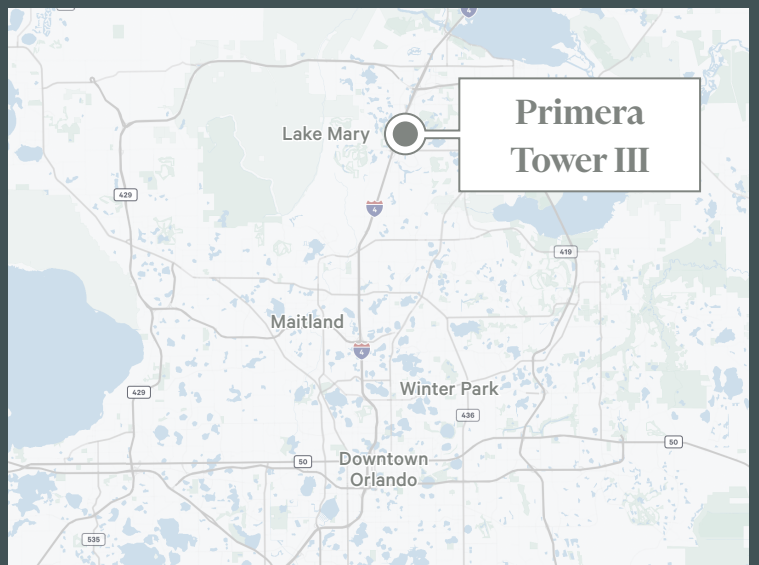 4
Primera
Tower III
Lake Mary
429
4
419
Maitland
4
429
Winter Park
436
50
Downtown
Orlando
50
535